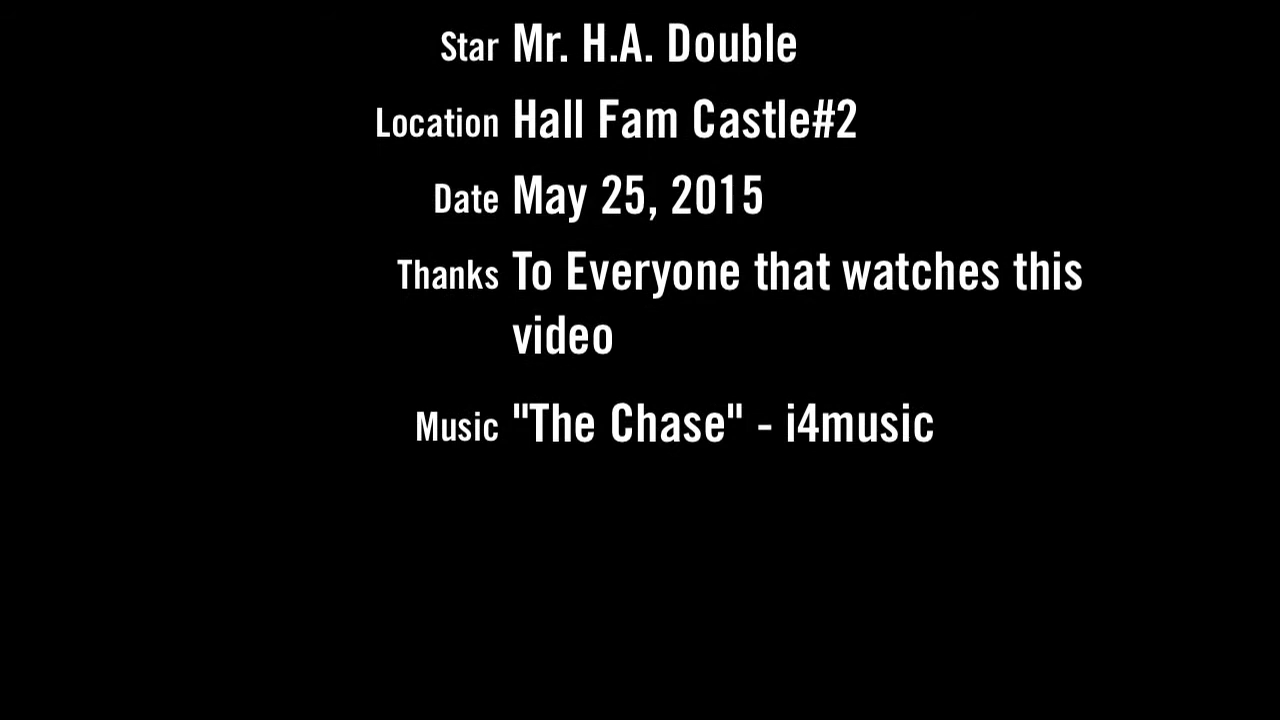 Star Mr. H.A. Double
Location Hall Fam Castle#2
Date May 25, 2015
Thanks To Everyone that watches this
video
Music "The Chase" - i4music